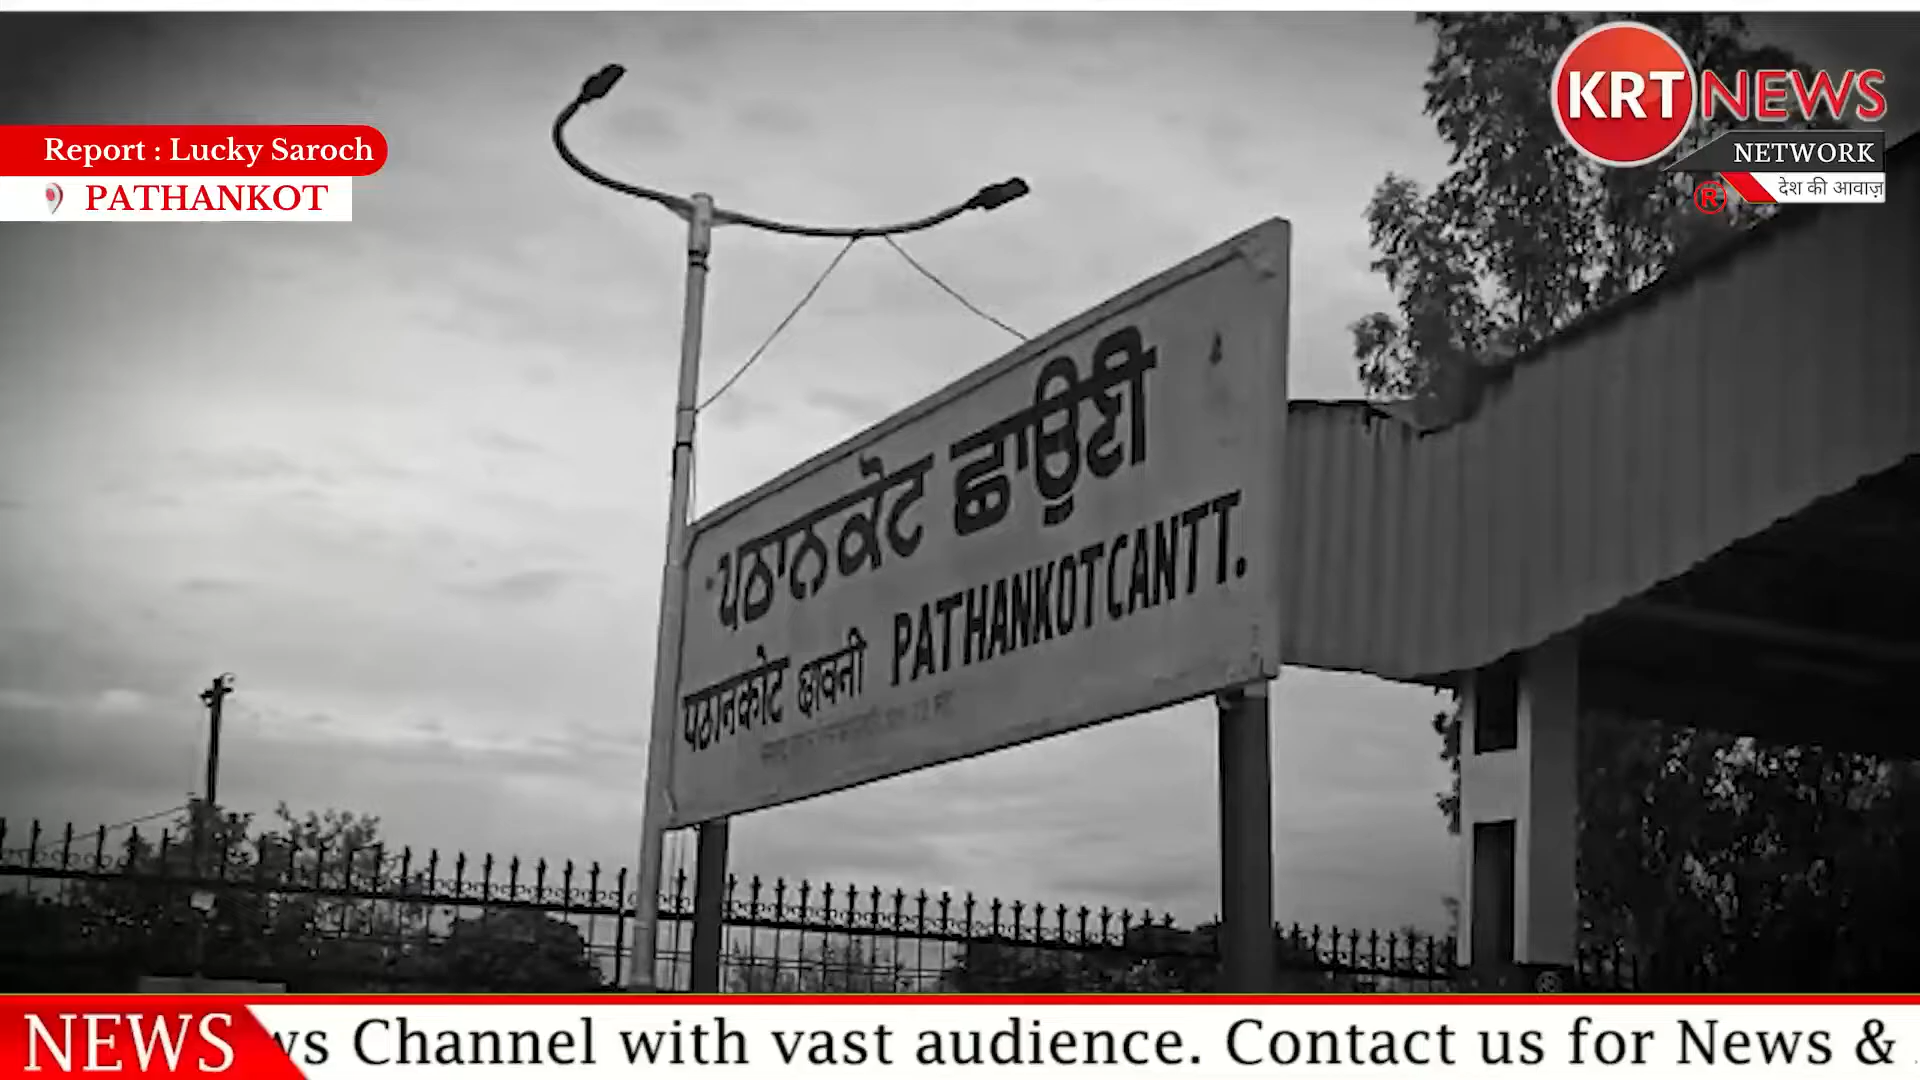 Report : Lucky Saroch
PATHANKOT
KRT NEWS
NETWORK
देश की आवाज़
®
ਪਠਾਨਕੋਟ ਛਾਉਣੀ
पठानकोट छावनी PATHANKOT CANTT.
NEWS
ws Channel with vast audience. Contact us for News &